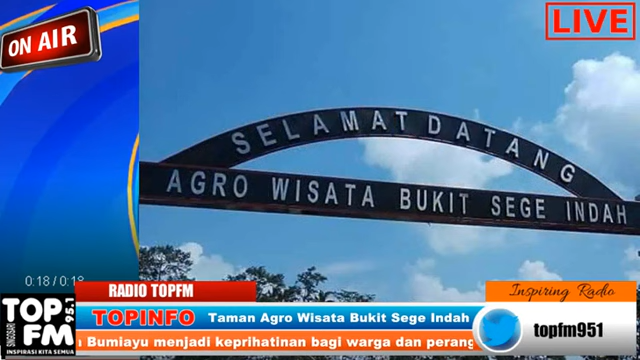 ON AIR
LIVE
SELAMAT DATANG
AGRO WISATA BUKIT SEGE INDAH
0:18 / 0:18
RADIO TOPFM
Inspiring Radio
TOP FM 95.1
SINGOSARI
INSPIRASI KITA SEMUA
TOPINFO Taman Agro Wisata Bukit Sege Indah
Bumiayu menjadi keprihatinan bagi warga dan perang
topfm951